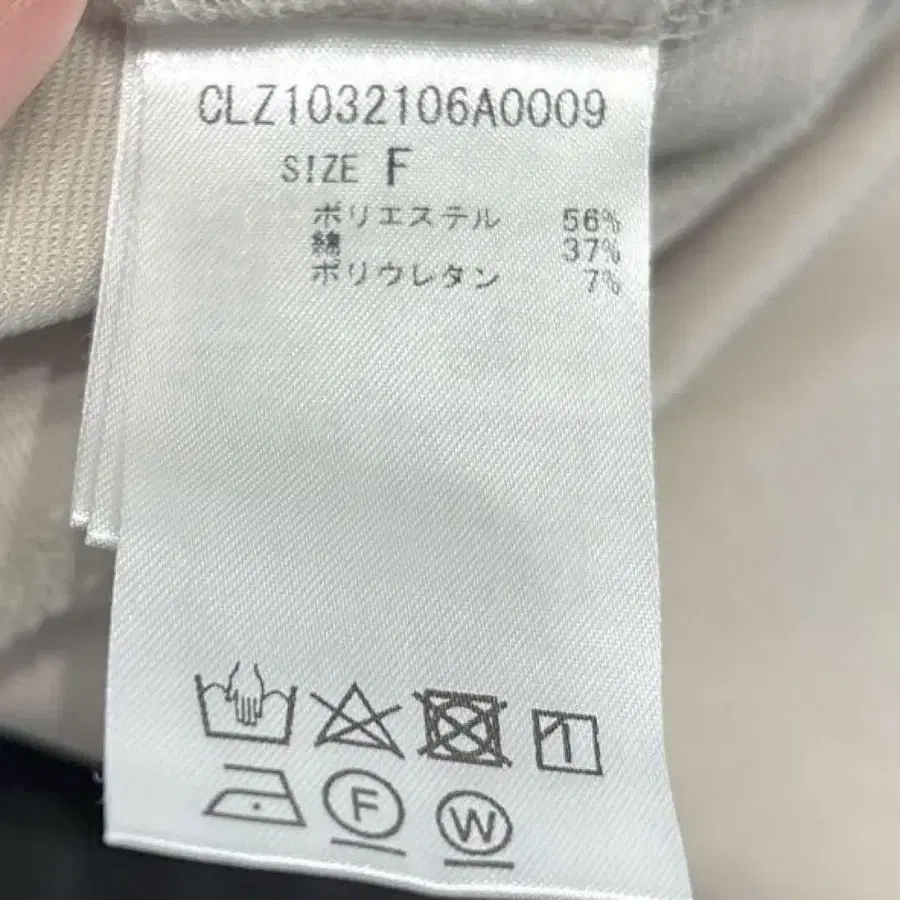 CLZ1032106A0009
SIZE F
ポリエステル 56%
綿 37%
ポリウレタン 7%
F
W